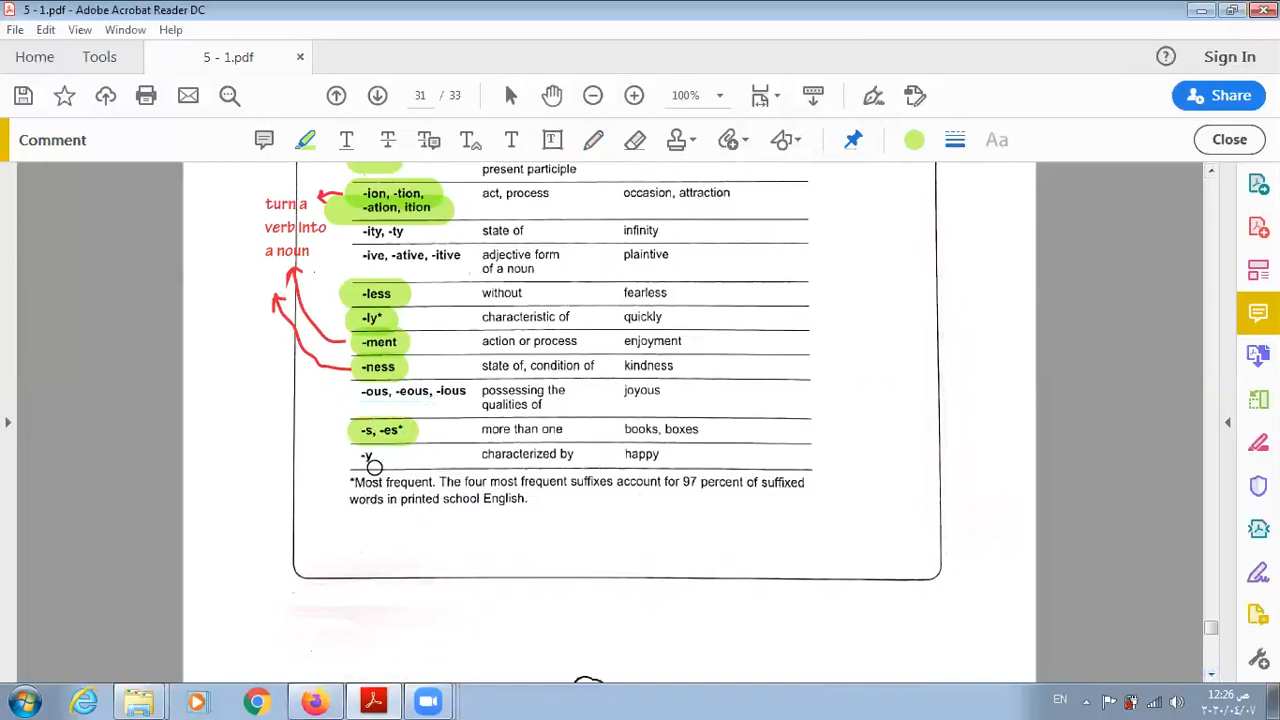 5 - 1.pdf - Adobe Acrobat Reader DC
File Edit View Window Help
Home Tools 5 - 1.pdf × Sign In
31 / 33 100% Share
Comment Aa Close
present participle
-ion, -tion, act, process occasion, attraction
-ation, ition
turn a
verb into
a noun
-ity, -ty state of infinity
-ive, -ative, -itive adjective form plaintive
of a noun
-less without fearless
-ly* characteristic of quickly
-ment action or process enjoyment
-ness state of, condition of kindness
-ous, -eous, -ious possessing the joyous
qualities of
-s, -es* more than one books, boxes
-y characterized by happy
*Most frequent. The four most frequent suffixes account for 97 percent of suffixed
words in printed school English.
EN 12:26 ص
٢٠٢٠/٠٤/٠٧